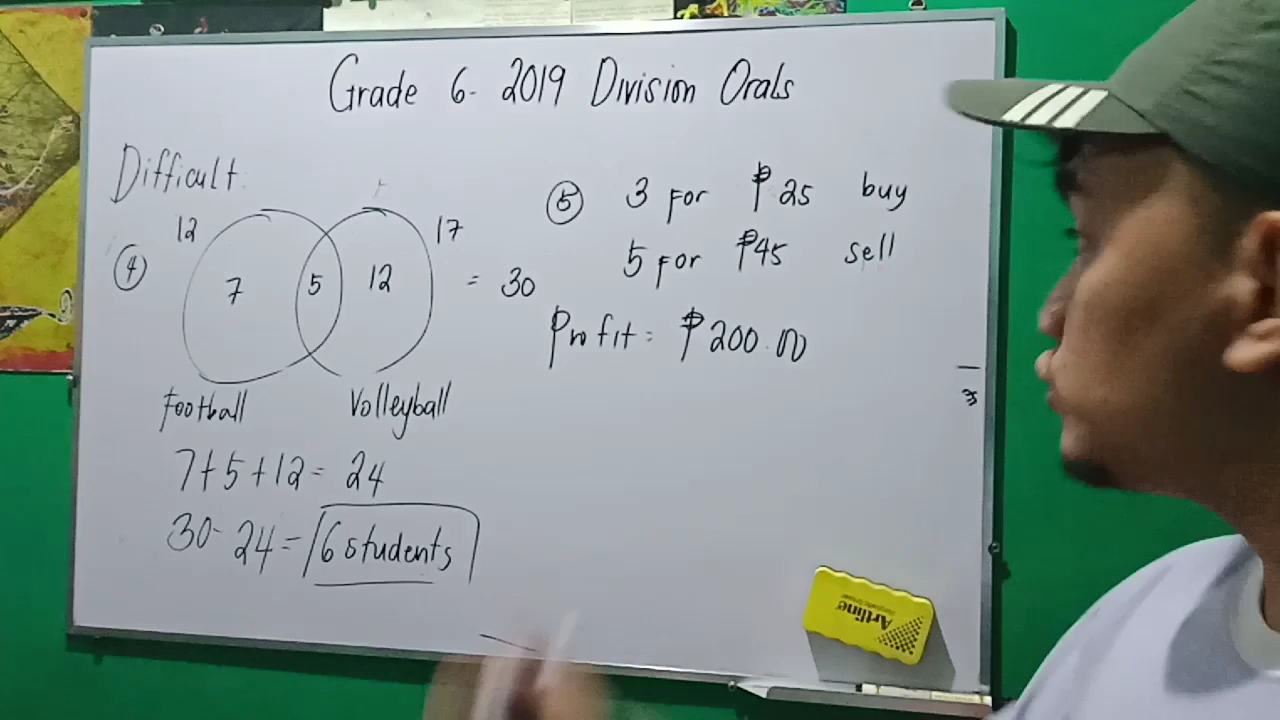 Grade 6- 2019 Division Orals
Difficult:
12
17
4
7
5
12
= 30
Football
Volleyball
7+5+12= 24
30- 24= 6 students
5
3 for ₱25 buy
5 for ₱45 sell
Profit: ₱200.00
Artline